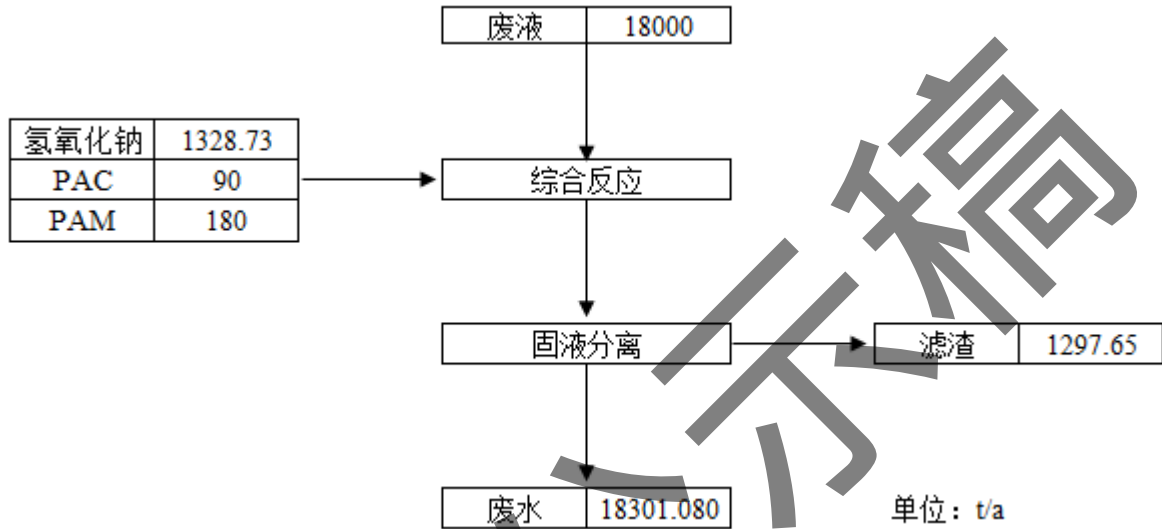 废液 18000
氢氧化钠 1328.73
PAC 90
PAM 180
综合反应
固液分离
滤渣 1297.65
废水 18301.080
单位：t/a
示稿